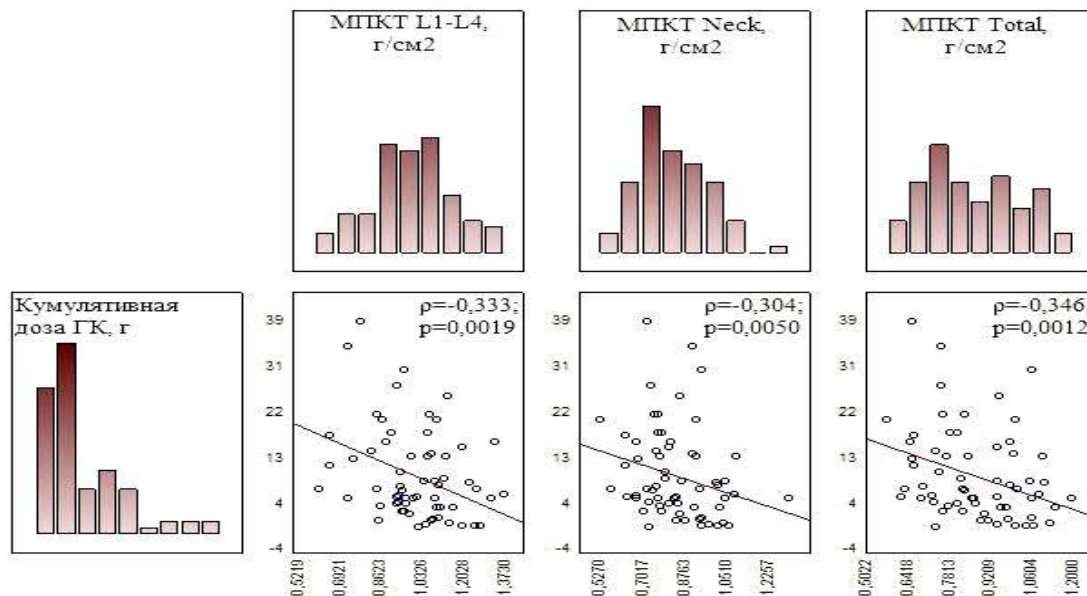 МПКТ L1-L4,
г/см2
МПКТ Neck,
г/см2
МПКТ Total,
г/см2
Кумулятивная
доза ГК, г
ρ=-0,333;
p=0,0019
39
31
22
13
4
-4
0,5219
0,6921
0,8623
1,0326
1,2028
1,3730
ρ=-0,304;
p=0,0050
39
31
22
13
4
-4
0,5270
0,7017
0,8763
1,0510
1,2257
ρ=-0,346;
p=0,0012
39
31
22
13
4
-4
0,5022
0,6418
0,7813
0,9209
1,0604
1,2000